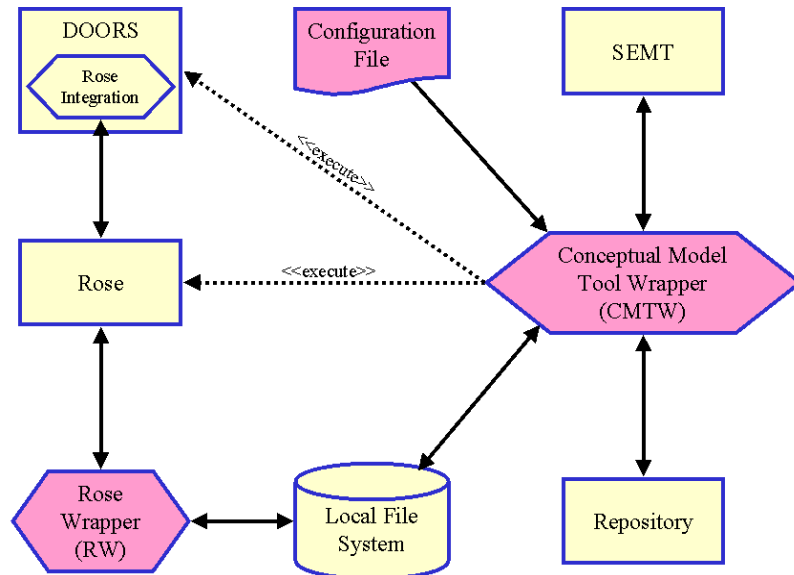 DOORS
Rose
Integration
Configuration
File
SEMT
<<execute>>
<<execute>>
Rose
Conceptual Model
Tool Wrapper
(CMTW)
Rose
Wrapper
(RW)
Local File
System
Repository